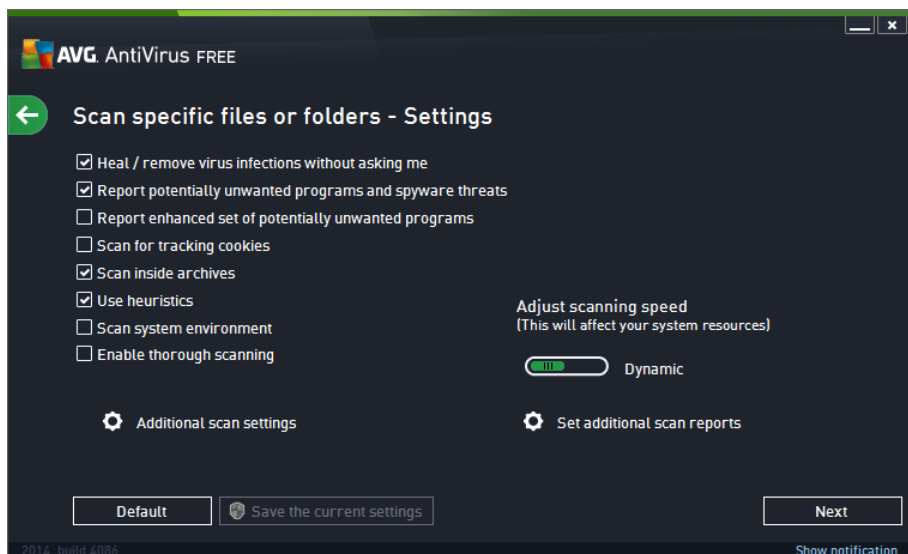 AVG. AntiVirus FREE
Scan specific files or folders - Settings
Heal / remove virus infections without asking me
Report potentially unwanted programs and spyware threats
Report enhanced set of potentially unwanted programs
Scan for tracking cookies
Scan inside archives
Use heuristics
Scan system environment
Enable thorough scanning
Adjust scanning speed
(This will affect your system resources)
Dynamic
Additional scan settings
Set additional scan reports
Default
Save the current settings
Next
2014, build 4086
Show notification